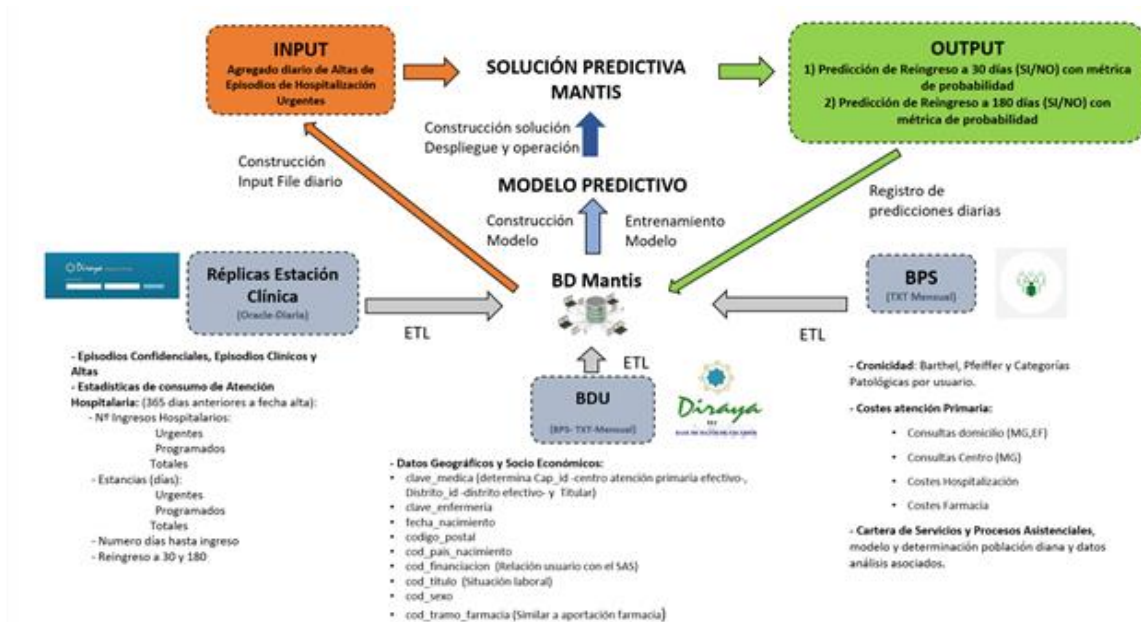 INPUT
Agregado diario de Altas de
Episodios de Hospitalización
Urgentes
SOLUCIÓN PREDICTIVA
MANTIS
OUTPUT
1) Predicción de Reingreso a 30 días (SI/NO) con métrica
de probabilidad
2) Predicción de Reingreso a 180 días (SI/NO) con
métrica de probabilidad
Construcción solución
Despliegue y operación
Construcción
Input File diario
MODELO PREDICTIVO
Registro de
predicciones diarias
Construcción
Modelo
Entrenamiento
Modelo
Diraya
Réplicas Estación
Clínica
(Oracle-Diaria)
BD Mantis
BPS
(TXT Mensual)
ETL
ETL
ETL
BDU
(BPS- TXT-Mensual)
Diraya
- Episodios Confidenciales, Episodios Clínicos y
Altas
- Estadísticas de consumo de Atención
Hospitalaria: (365 dias anteriores a fecha alta):
- Nº Ingresos Hospitalarios:
Urgentes
Programados
Totales
- Estancias (días):
Urgentes
Programados
Totales
- Numero días hasta ingreso
- Reingreso a 30 y 180
- Datos Geográficos y Socio Económicos:
• clave_medica (determina Cap_id -centro atención primaria efectivo-,
Distrito_id -distrito efectivo- y Titular)
• clave_enfermeria
• fecha_nacimiento
• codigo_postal
• cod_pais_nacimiento
• cod_financiacion (Relación usuario con el SAS)
• cod_titulo (Situación laboral)
• cod_sexo
• cod_tramo_farmacia (Similar a aportación farmacia)
- Cronicidad: Barthel, Pfeiffer y Categorías
Patológicas por usuario.
- Costes atención Primaria:
• Consultas domicilio (MG,EF)
• Consultas Centro (MG)
• Costes Hospitalización
• Costes Farmacia
- Cartera de Servicios y Procesos Asistenciales,
modelo y determinación población diana y datos
análisis asociados.